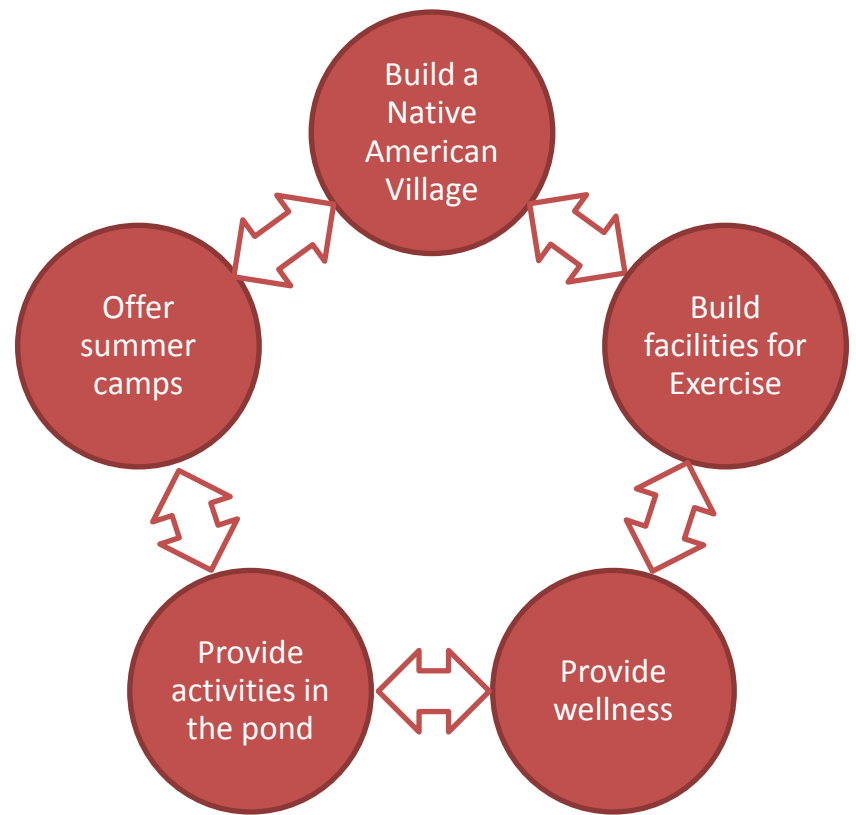 Build a
Native
American
Village
Build
facilities for
Exercise
Provide
wellness
Provide
activities in
the pond
Offer
summer
camps